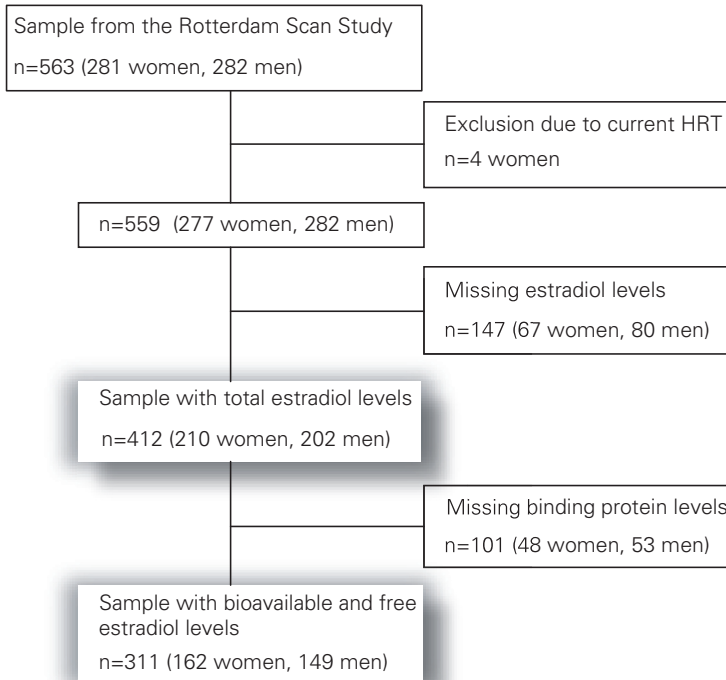 Sample from the Rotterdam Scan Study
n=563 (281 women, 282 men)
Exclusion due to current HRT
n=4 women
n=559 (277 women, 282 men)
Missing estradiol levels
n=147 (67 women, 80 men)
Sample with total estradiol levels
n=412 (210 women, 202 men)
Missing binding protein levels
n=101 (48 women, 53 men)
Sample with bioavailable and free
estradiol levels
n=311 (162 women, 149 men)